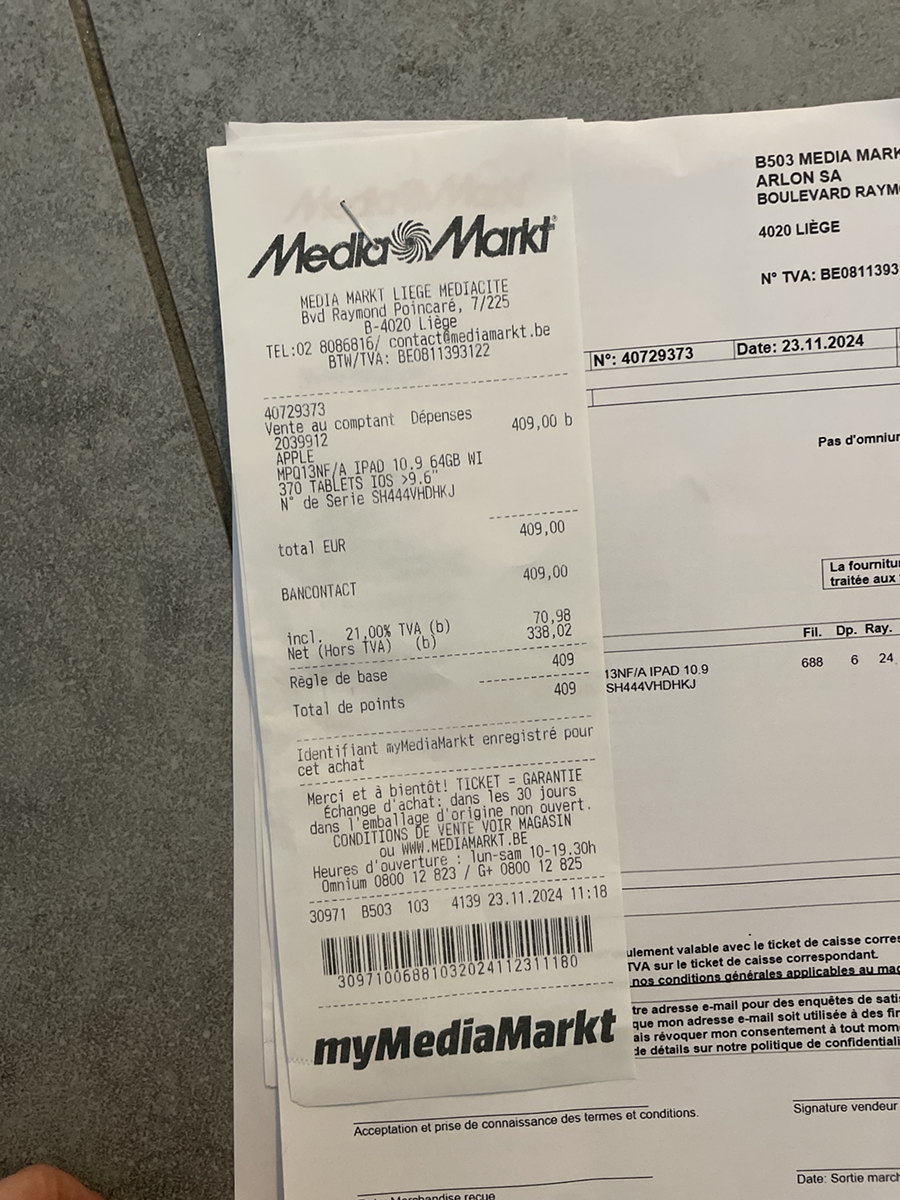 Media Markt
MEDIA MARKT LIEGE MEDIACITE
Bvd Raymond Poincaré, 7/225
B-4020 Liège
TEL:02 8086816/ contact@mediamarkt.be
BTW/TVA: BE0811393122
40729373
Vente au comptant Dépenses
2039912 409,00 b
APPLE
MPQ13NF/A IPAD 10.9 64GB WI
370 TABLETS IOS >9.6"
N° de Serie SH444VHDHKJ
total EUR 409,00
BANCONTACT 409,00
incl. 21,00% TVA (b) 70,98
Net (Hors TVA) (b) 338,02
Règle de base 409
Total de points 409
Identifiant myMediaMarkt enregistré pour
cet achat
Merci et à bientôt! TICKET = GARANTIE
Échange d'achat: dans les 30 jours
dans l'emballage d'origine non ouvert.
CONDITIONS DE VENTE VOIR MAGASIN
ou WWW.MEDIAMARKT.BE
Heures d'ouverture : lun-sam 10-19.30h
Omnium 0800 12 823 / G+ 0800 12 825
30971 B503 103 4139 23.11.2024 11:18
3097100688103202411231​1180
myMediaMarkt
B503 MEDIA MARK
ARLON SA
BOULEVARD RAYM
4020 LIÈGE
N° TVA: BE0811393
N°: 40729373 Date: 23.11.2024
Pas d'omniu
La fournitu
traitée aux
Fil. Dp. Ray.
13NF/A IPAD 10.9 688 6 24
SH444VHDHKJ
ulement valable avec le ticket de caisse corres
TVA sur le ticket de caisse correspondant.
nos conditions générales applicables au mag
tre adresse e-mail pour des enquêtes de satis
que mon adresse e-mail soit utilisée à des fin
ais révoquer mon consentement à tout mom
de détails sur notre politique de confidentiali
Acceptation et prise de connaissance des termes et conditions.
Signature vendeur
Marchandise reçue
Date: Sortie march